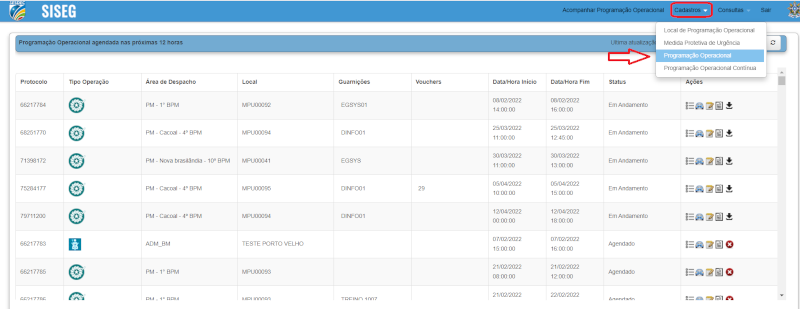 SISEG
Acompanhar Programação Operacional Cadastros Consultas Sair
Local de Programação Operacional
Medida Protetiva de Urgência
Programação Operacional
Programação Operacional Contínua
Programação Operacional agendada nas próximas 12 horas Última atualização
Protocolo Tipo Operação Área de Despacho Local Guarnições Vouchers Data/Hora Início Data/Hora Fim Status Ações
66217784 PM - 1° BPM MPU00092 EGSYS01 08/02/2022 14:00:00 08/02/2022 16:00:00 Em Andamento
68251770 PM - Cacoal - 4º BPM MPU00094 DINFO01 25/03/2022 11:00:00 25/03/2022 12:45:00 Em Andamento
71398172 PM - Nova brasilândia - 10º BPM MPU00041 EGSYS 30/03/2022 11:00:00 30/03/2022 13:00:00 Em Andamento
75284177 PM - Cacoal - 4º BPM MPU00095 DINFO01 29 05/04/2022 10:00:00 05/04/2022 15:00:00 Em Andamento
79711200 PM - Cacoal - 4º BPM MPU00094 DINFO01 12/04/2022 00:00:00 12/04/2022 18:00:00 Em Andamento
66217783 ADM_BM TESTE PORTO VELHO 07/02/2022 15:00:00 07/02/2022 16:00:00 Agendado
66217785 PM - 1° BPM MPU00093 21/02/2022 08:00:00 21/02/2022 12:00:00 Agendado
66217786 PM - 1° BPM MPU00093 TREINO 1007 21/02/2022 22/02/2022 Agendado